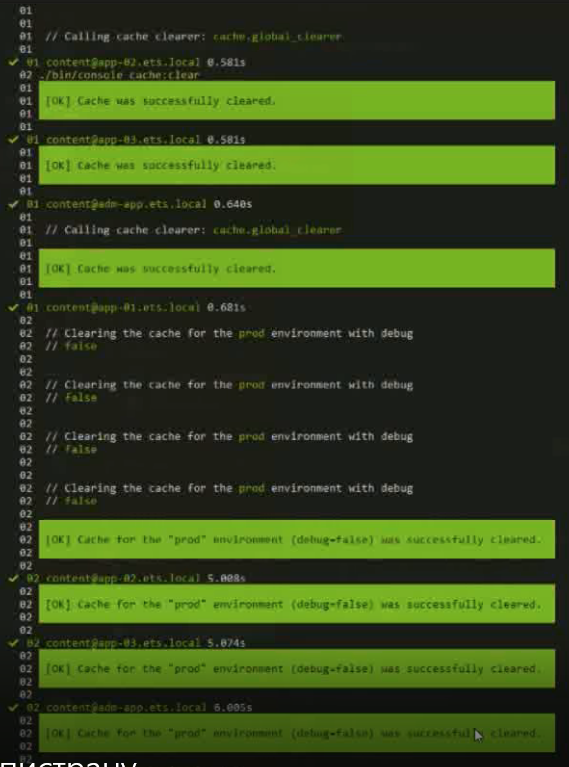 01
01
01 // Calling cache clearer: cache.global_clearer
01
✔ 01 content@app-02.ets.local 0.581s
02 ./bin/console cache:clear
01
01 [OK] Cache was successfully cleared.
01
01
✔ 01 content@app-03.ets.local 0.581s
01
01 [OK] Cache was successfully cleared.
01
01
✔ 01 content@adm-app.ets.local 0.640s
01
01 // Calling cache clearer: cache.global_clearer
01
01
01 [OK] Cache was successfully cleared.
01
01
✔ 01 content@app-01.ets.local 0.681s
02
02 // Clearing the cache for the prod environment with debug
02 // false
02
02
02 // Clearing the cache for the prod environment with debug
02 // false
02
02
02 // Clearing the cache for the prod environment with debug
02 // false
02
02
02 // Clearing the cache for the prod environment with debug
02 // false
02
02
02 [OK] Cache for the "prod" environment (debug=false) was successfully cleared.
02
02
✔ 02 content@app-02.ets.local 5.008s
02
02 [OK] Cache for the "prod" environment (debug=false) was successfully cleared.
02
02
✔ 02 content@app-03.ets.local 5.074s
02
02 [OK] Cache for the "prod" environment (debug=false) was successfully cleared.
02
02
✔ 02 content@adm-app.ets.local 6.005s
02
02 [OK] Cache for the "prod" environment (debug=false) was successfully cleared.
02
02